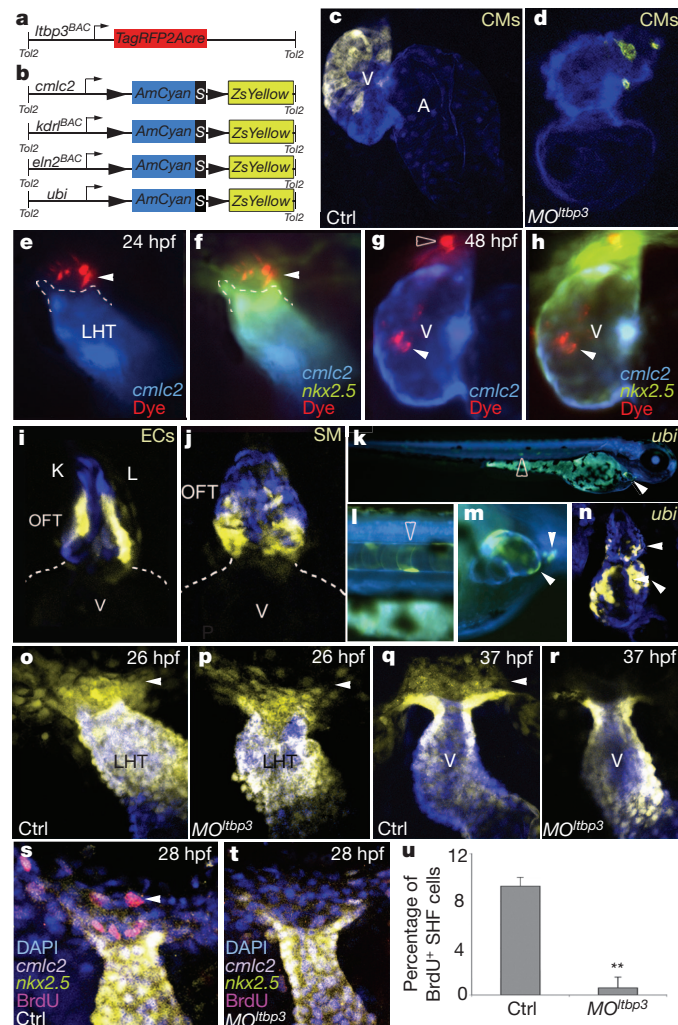 a
ltbp3BAC
TagRFP2Acre
Tol2 Tol2
b
cmlc2 AmCyan S ZsYellow
Tol2 Tol2
kdrlBAC AmCyan S ZsYellow
Tol2 Tol2
eln2BAC AmCyan S ZsYellow
Tol2 Tol2
ubi AmCyan S ZsYellow
Tol2 Tol2
c CMs
V
A
Ctrl
d CMs
MOltbp3
e 24 hpf
LHT
cmlc2
Dye
f
cmlc2
nkx2.5
Dye
g 48 hpf
V
cmlc2
Dye
h
V
cmlc2
nkx2.5
Dye
i ECs
K L
OFT
V
j SM
OFT
V
P
k ubi
l
m
n ubi
o 26 hpf
LHT
Ctrl
p 26 hpf
LHT
MOltbp3
q 37 hpf
V
Ctrl
r 37 hpf
V
MOltbp3
s 28 hpf
DAPI
cmlc2
nkx2.5
BrdU
Ctrl
t 28 hpf
DAPI
cmlc2
nkx2.5
BrdU
MOltbp3
u
Percentage of
BrdU+ SHF cells
12
8
4
0
**
Ctrl MOltbp3